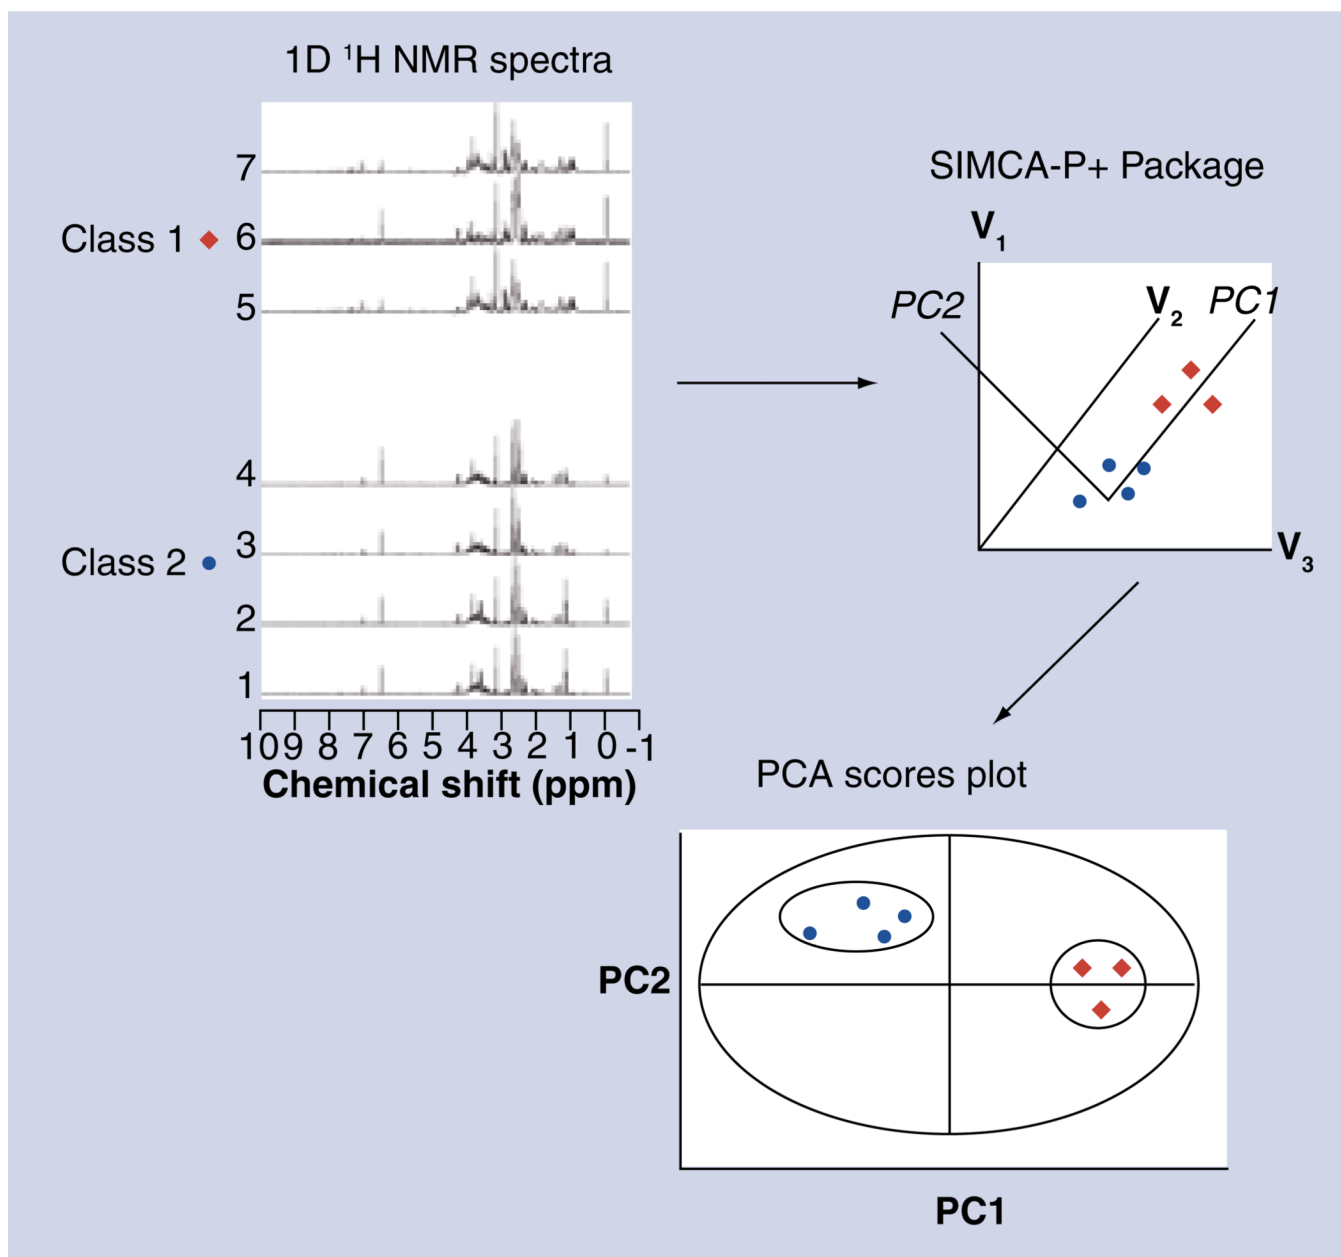 1D ¹H NMR spectra
7
Class 1 6
5
4
3
Class 2
2
1
10 9 8 7 6 5 4 3 2 1 0 -1
Chemical shift (ppm)
SIMCA-P+ Package
V₁
PC2 V₂ PC1
V₃
PCA scores plot
PC2
PC1